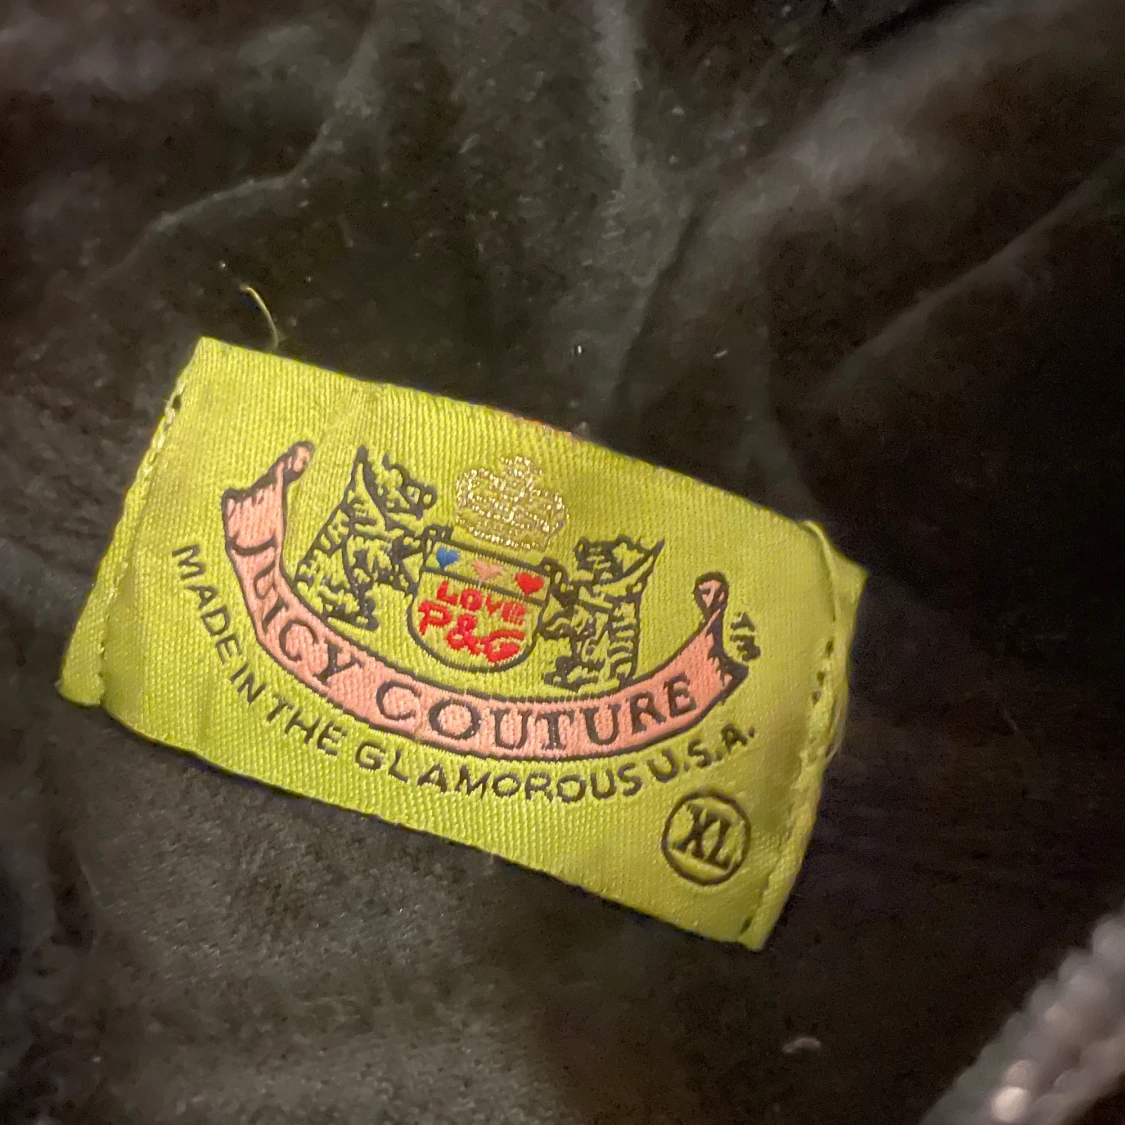 LOVE
P&G
JUICY COUTURE
TM
MADE IN THE GLAMOROUS U.S.A.
XL